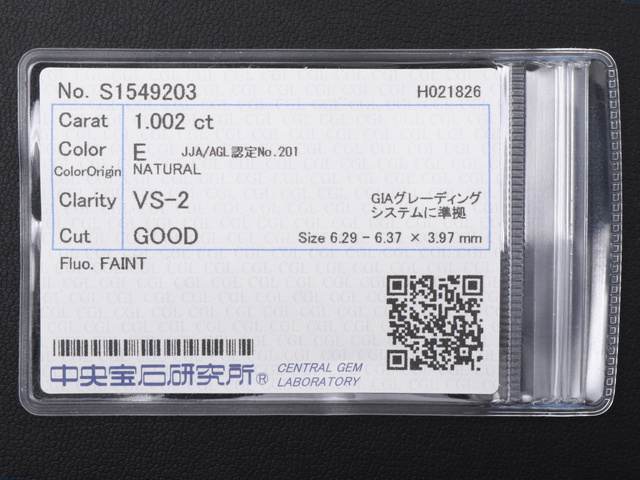 No. S1549203 H021826
Carat 1.002 ct
Color E JJA/AGL認定No.201
ColorOrigin NATURAL
Clarity VS-2 GIAグレーディング
システムに準拠
Cut GOOD Size 6.29 - 6.37 × 3.97 mm
Fluo. FAINT
中央宝石研究所® CENTRAL GEM
LABORATORY